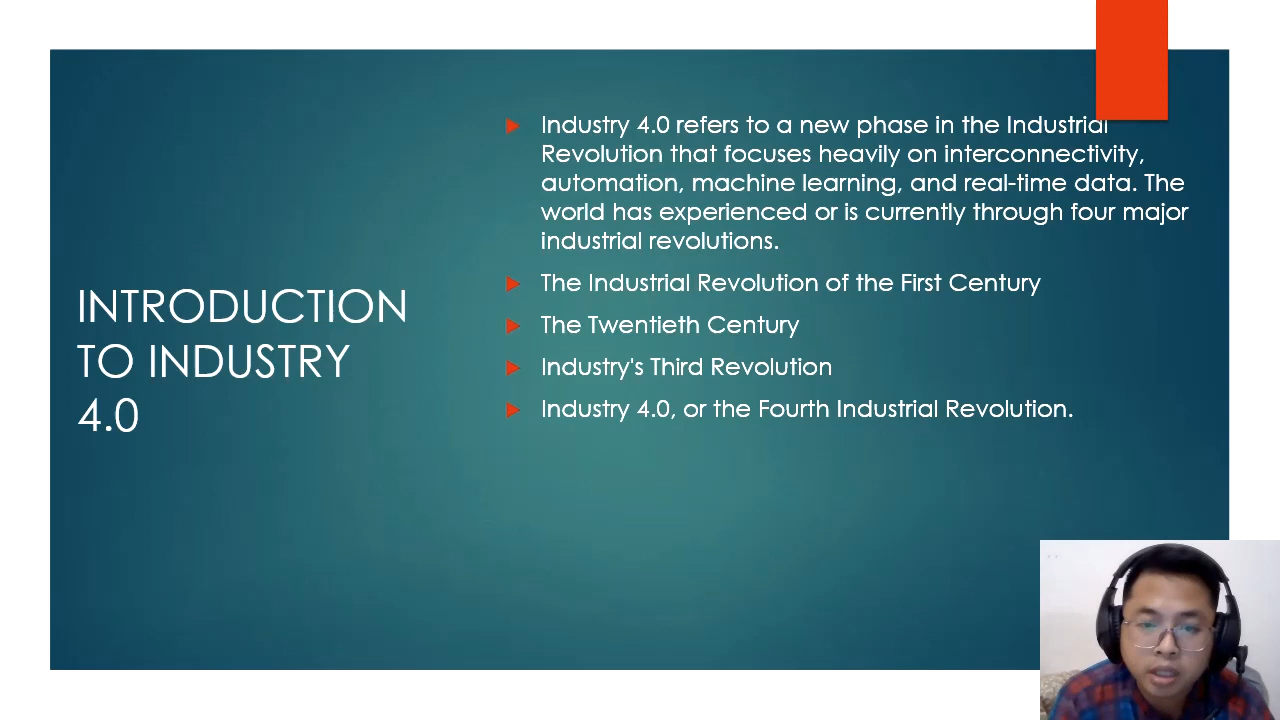 INTRODUCTION
TO INDUSTRY
4.0
Industry 4.0 refers to a new phase in the Industrial
Revolution that focuses heavily on interconnectivity,
automation, machine learning, and real-time data. The
world has experienced or is currently through four major
industrial revolutions.
The Industrial Revolution of the First Century
The Twentieth Century
Industry's Third Revolution
Industry 4.0, or the Fourth Industrial Revolution.